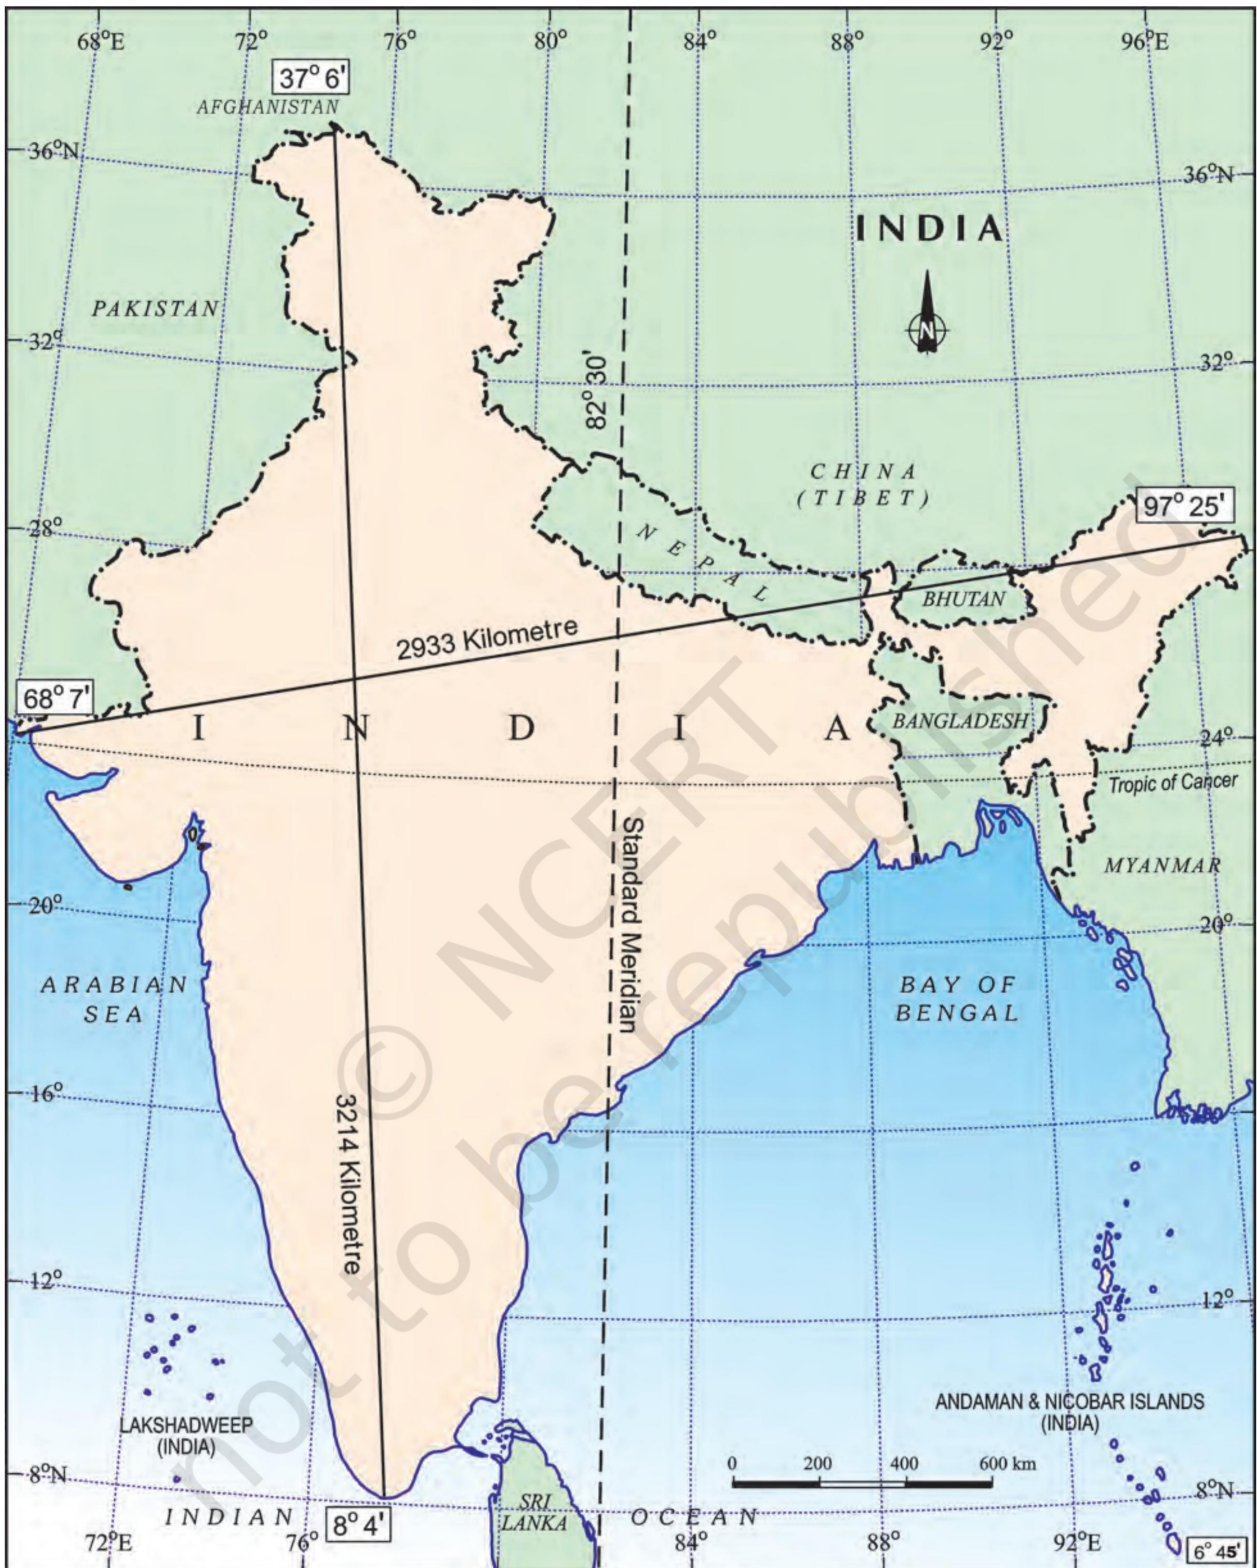 68°E 72° 76° 80° 84° 88° 92° 96°E
37° 6'
AFGHANISTAN
36°N
36°N
INDIA
N
PAKISTAN
32°
32°
82° 30'
CHINA
(TIBET)
97° 25'
28°
NEPAL
BHUTAN
2933 Kilometre
68° 7'
I N D I A
BANGLADESH
24°
Tropic of Cancer
Standard Meridian
MYANMAR
20°
20°
ARABIAN
SEA
BAY OF
BENGAL
16°
3214 Kilometre
12°
12°
LAKSHADWEEP
(INDIA)
ANDAMAN & NICOBAR ISLANDS
(INDIA)
0 200 400 600 km
8°N
8°N
INDIAN OCEAN
8° 4'
SRI
LANKA
72°E 76° 84° 88° 92°E
6° 45'
© NCERT
not to be republished